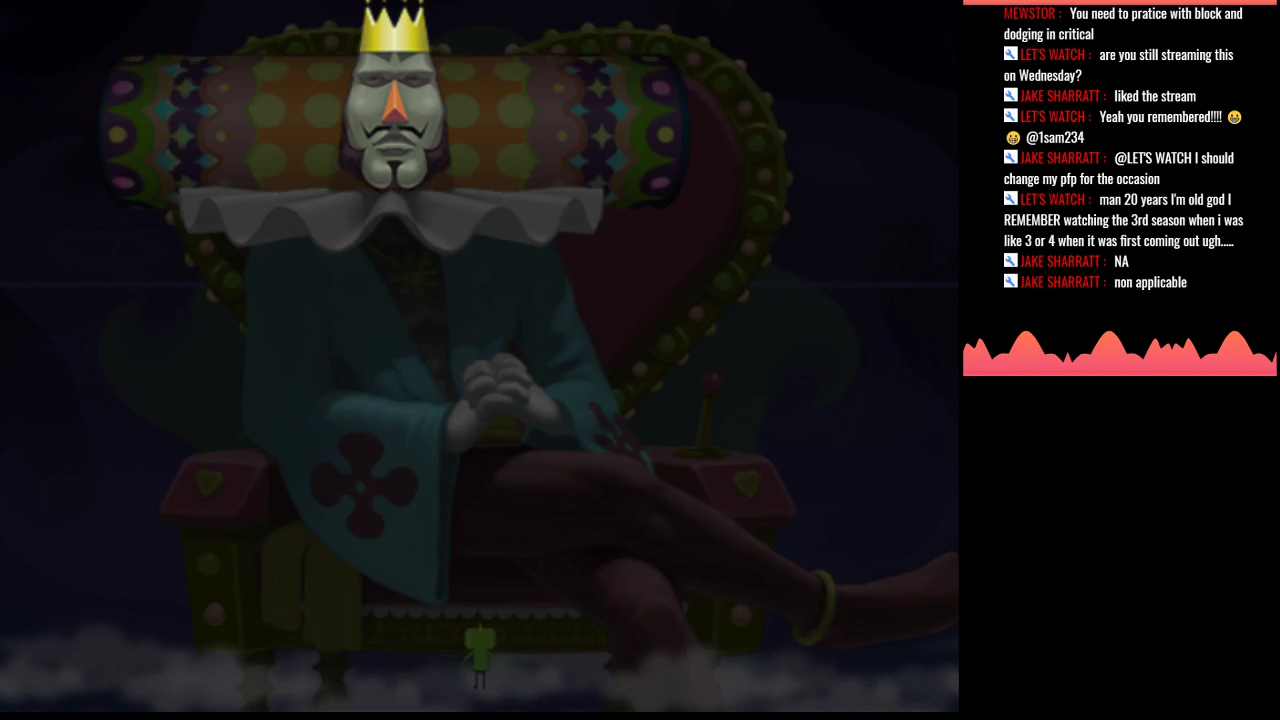 MEWSTOR : You need to pratice with block and
dodging in critical
LET'S WATCH : are you still streaming this
on Wednesday?
JAKE SHARRATT : liked the stream
LET'S WATCH : Yeah you remembered!!!! 😀
😀 @1sam234
JAKE SHARRATT : @LET'S WATCH I should
change my pfp for the occasion
LET'S WATCH : man 20 years I'm old god I
REMEMBER watching the 3rd season when i was
like 3 or 4 when it was first coming out ugh.....
JAKE SHARRATT : NA
JAKE SHARRATT : non applicable